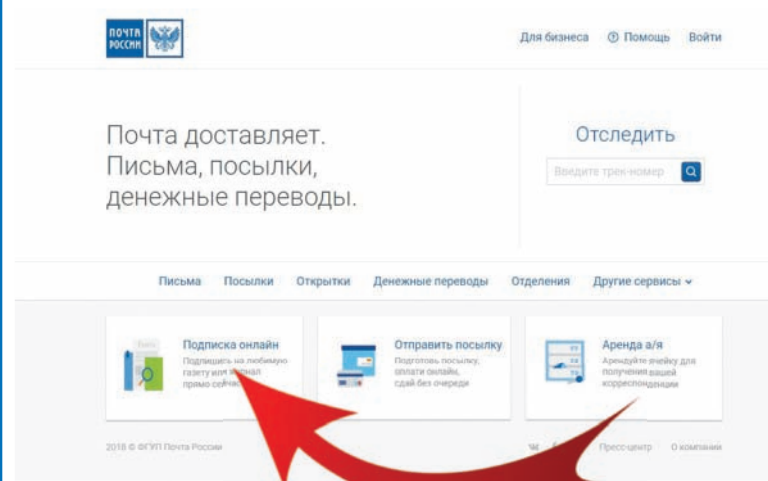 ПОЧТА
РОССИИ
Для бизнеса
Помощь
Войти
Почта доставляет.
Письма, посылки,
денежные переводы.
Отследить
Введите трек-номер
Письма
Посылки
Открытки
Денежные переводы
Отделения
Другие сервисы
Подписка онлайн
Подпишись на любимую
газету или журнал
прямо сейчас
Отправить посылку
Подготовь посылку,
оплати онлайн,
сдай без очереди
Аренда а/я
Арендуйте ячейку для
получения вашей
корреспонденции
2018 © ФГУП Почта России
Пресс-центр
О компании